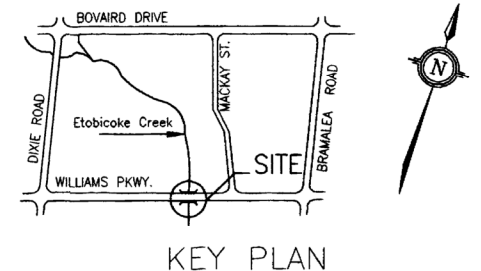 BOVAIRD DRIVE
MACKAY ST.
DIXIE ROAD
BRAMALEA ROAD
Etobicoke Creek
SITE
WILLIAMS PKWY.
N
KEY PLAN